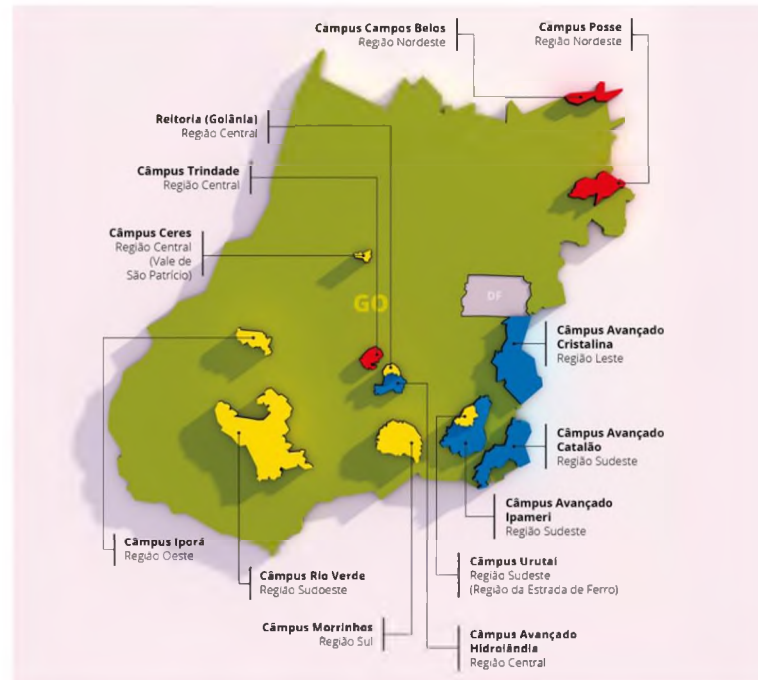 Câmpus Campos Belos
Região Nordeste
Câmpus Posse
Região Nordeste
Reitoria (Goiânia)
Região Central
Câmpus Trindade
Região Central
Câmpus Ceres
Região Central
(Vale de
São Patrício)
GO
DF
Câmpus Avançado
Cristalina
Região Leste
Câmpus Avançado
Catalão
Região Sudeste
Câmpus Avançado
Ipameri
Região Sudeste
Câmpus Iporá
Região Oeste
Câmpus Rio Verde
Região Sudoeste
Câmpus Urutaí
Região Sudeste
(Região da Estrada de Ferro)
Câmpus Morrinhos
Região Sul
Câmpus Avançado
Hidrolândia
Região Central